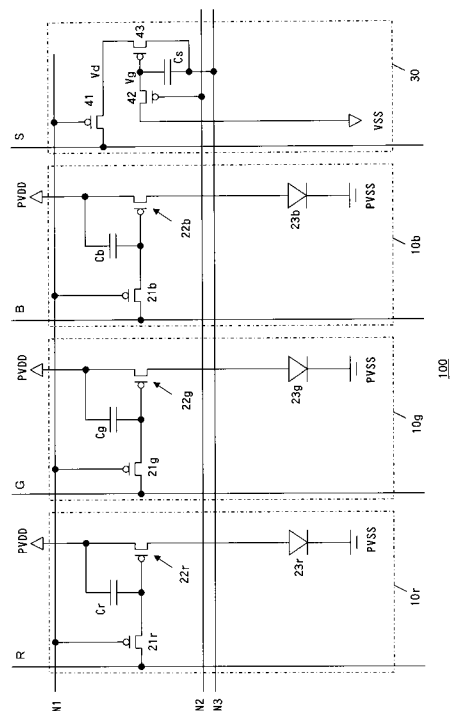 R
G
B
S
N1
PVDD
PVDD
PVDD
41
Vd
Cr
Cg
Cb
Vg
43
21r
21g
21b
42
Cs
22r
22g
22b
N2
N3
23r
23g
23b
PVSS
PVSS
PVSS
VSS
10r
10g
10b
30
100